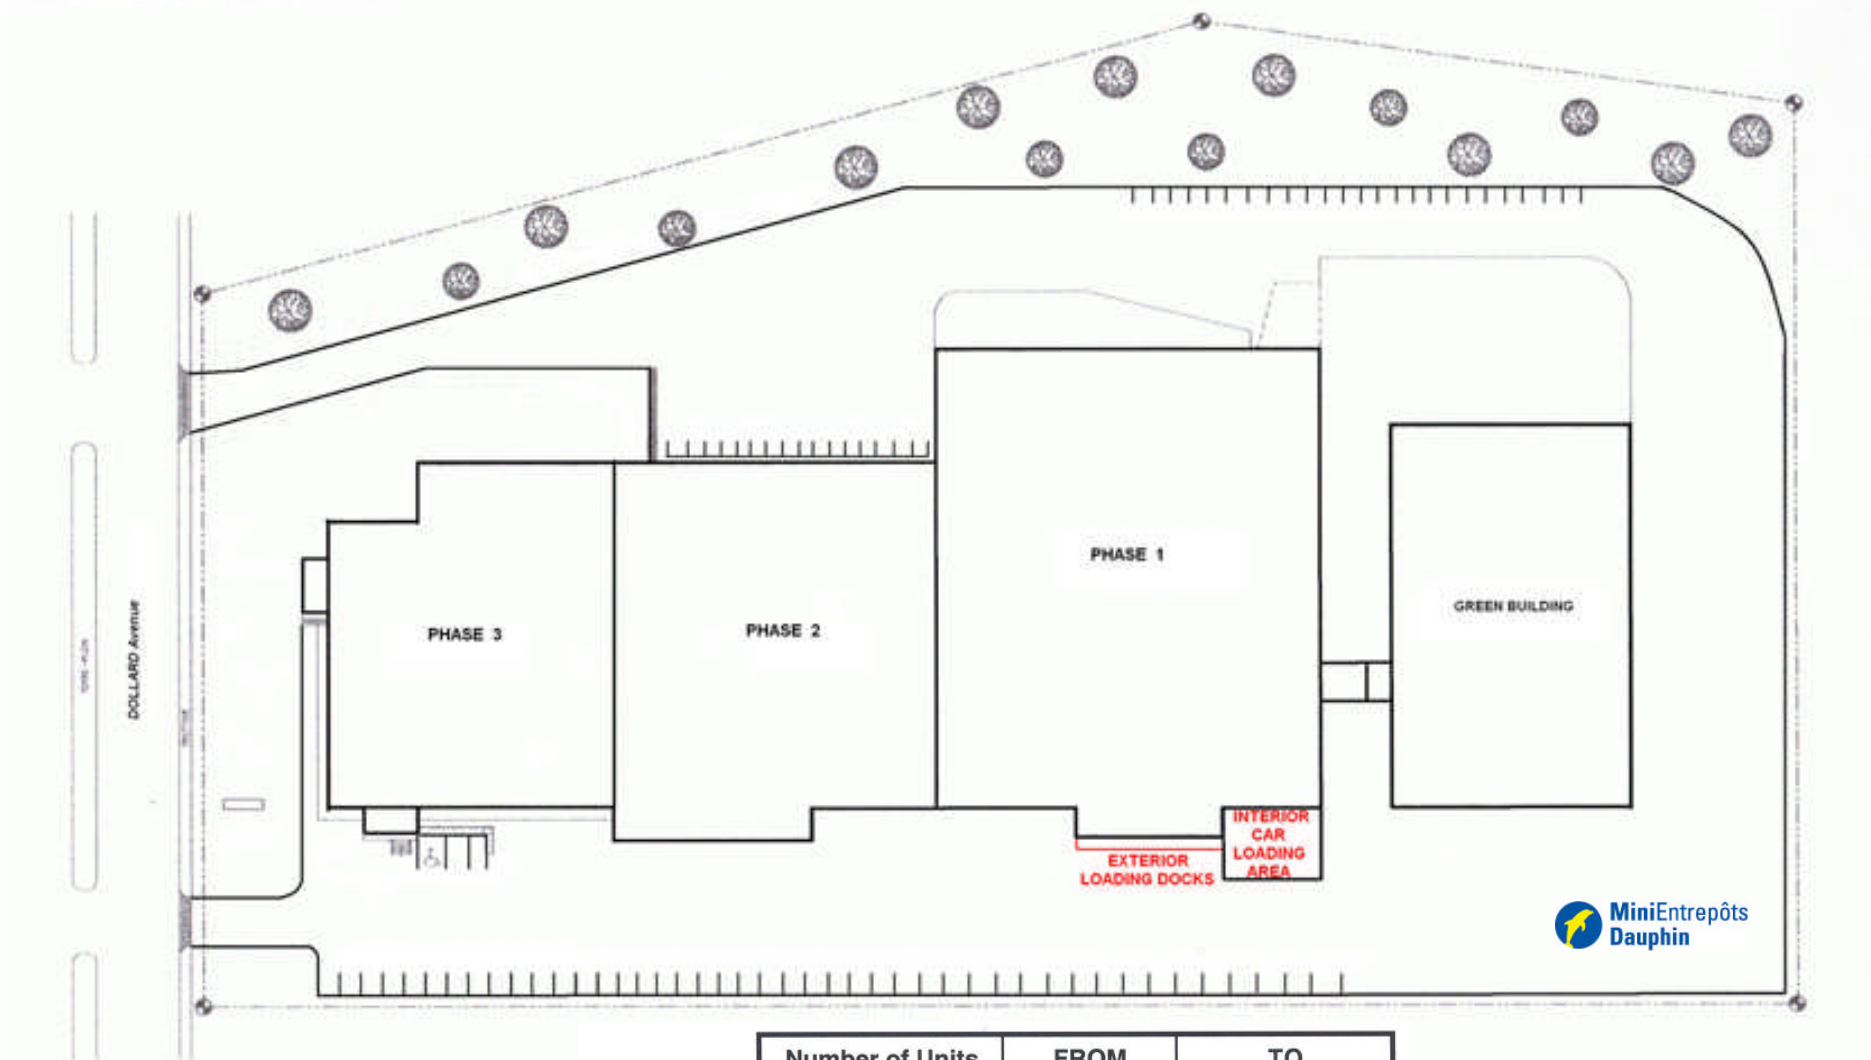 PHASE 1
GREEN BUILDING
PHASE 3
PHASE 2
DOLLARD Avenue
INTERIOR
CAR
LOADING
AREA
EXTERIOR
LOADING DOCKS
MiniEntrepôts
Dauphin
Number of Units
FROM
TO